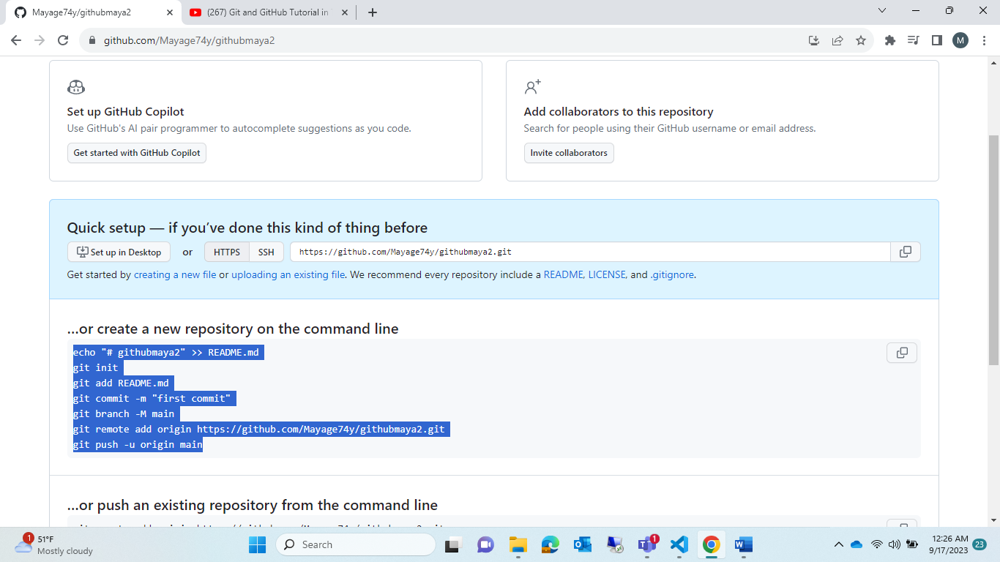 Mayage74y/githubmaya2
(267) Git and GitHub Tutorial in
github.com/Mayage74y/githubmaya2
M
Set up GitHub Copilot
Use GitHub's AI pair programmer to autocomplete suggestions as you code.
Get started with GitHub Copilot
Add collaborators to this repository
Search for people using their GitHub username or email address.
Invite collaborators
Quick setup — if you’ve done this kind of thing before
Set up in Desktop or HTTPS SSH https://github.com/Mayage74y/githubmaya2.git
Get started by creating a new file or uploading an existing file. We recommend every repository include a README, LICENSE, and .gitignore.
…or create a new repository on the command line
echo "# githubmaya2" >> README.md
git init
git add README.md
git commit -m "first commit"
git branch -M main
git remote add origin https://github.com/Mayage74y/githubmaya2.git
git push -u origin main
…or push an existing repository from the command line
1 51°F
Mostly cloudy
Search
1
12:26 AM
9/17/2023
23